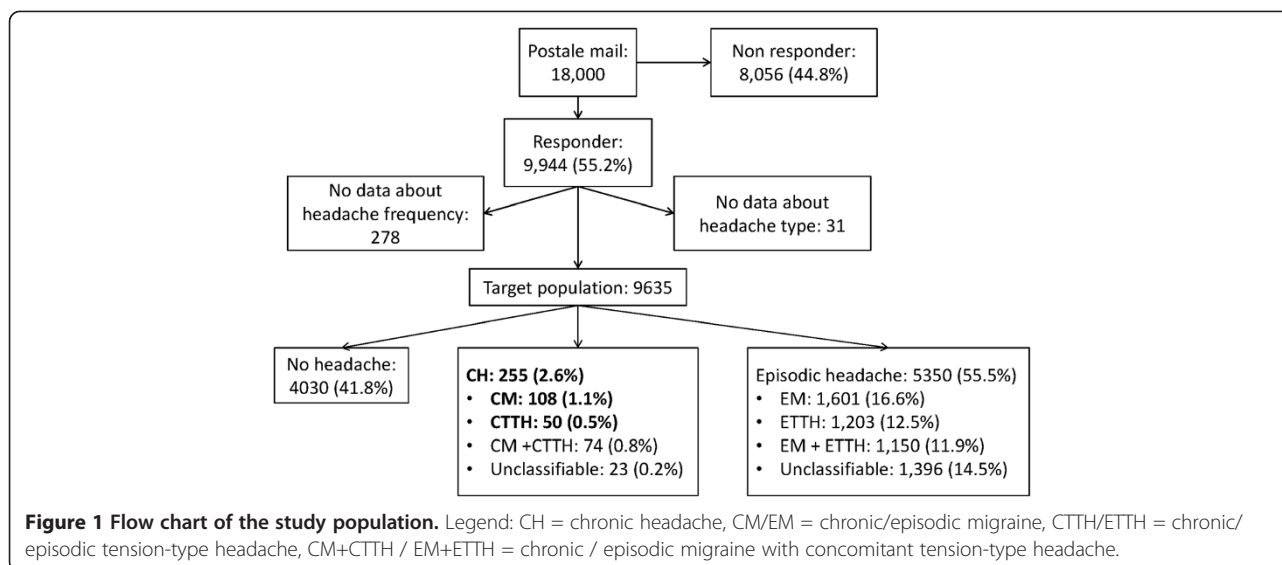 Postale mail:
18,000
Non responder:
8,056 (44.8%)
Responder:
9,944 (55.2%)
No data about
headache frequency:
278
No data about
headache type: 31
Target population: 9635
No headache:
4030 (41.8%)
CH: 255 (2.6%)
• CM: 108 (1.1%)
• CTTH: 50 (0.5%)
• CM +CTTH: 74 (0.8%)
• Unclassifiable: 23 (0.2%)
Episodic headache: 5350 (55.5%)
• EM: 1,601 (16.6%)
• ETTH: 1,203 (12.5%)
• EM + ETTH: 1,150 (11.9%)
• Unclassifiable: 1,396 (14.5%)
Figure 1 Flow chart of the study population. Legend: CH = chronic headache, CM/EM = chronic/episodic migraine, CTTH/ETTH = chronic/
episodic tension-type headache, CM+CTTH / EM+ETTH = chronic / episodic migraine with concomitant tension-type headache.